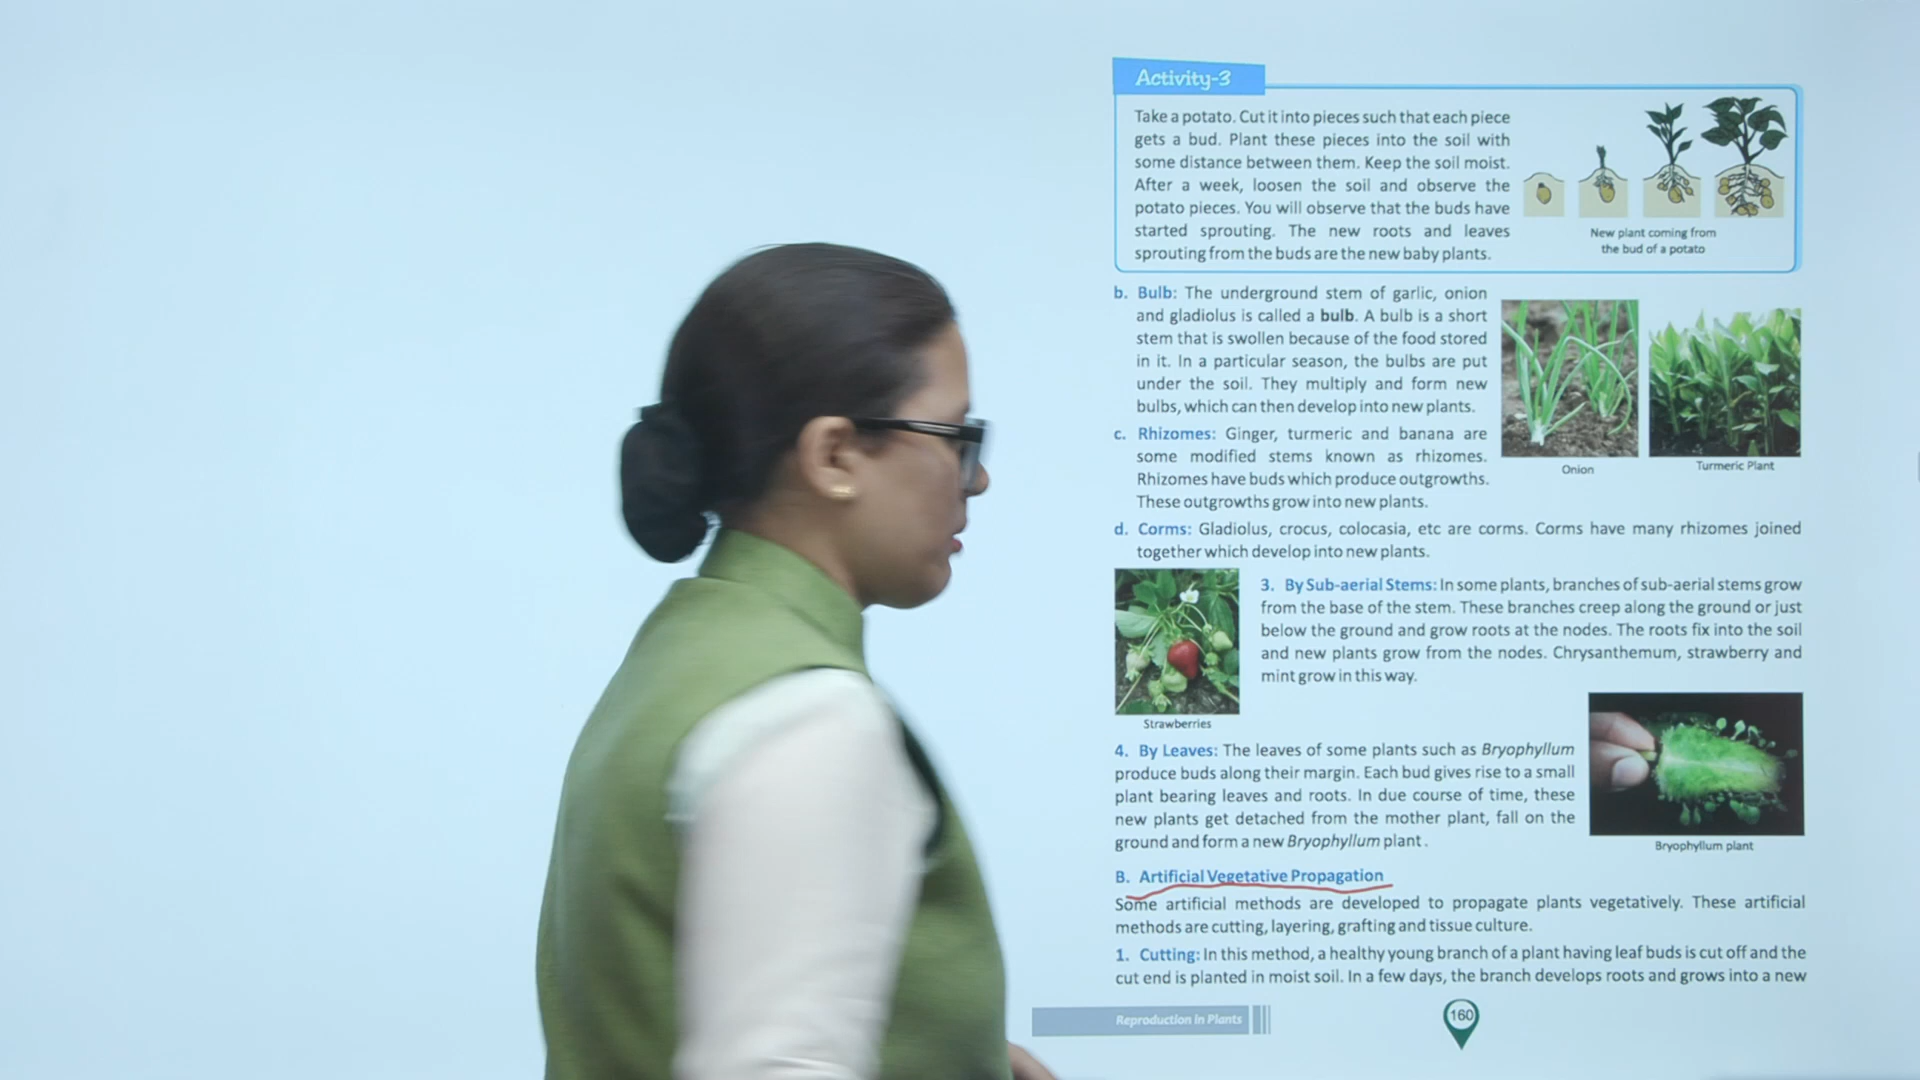 Activity-3
Take a potato. Cut it into pieces such that each piece
gets a bud. Plant these pieces into the soil with
some distance between them. Keep the soil moist.
After a week, loosen the soil and observe the
potato pieces. You will observe that the buds have
started sprouting. The new roots and leaves
sprouting from the buds are the new baby plants.
New plant coming from
the bud of a potato
b. Bulb: The underground stem of garlic, onion
and gladiolus is called a bulb. A bulb is a short
stem that is swollen because of the food stored
in it. In a particular season, the bulbs are put
under the soil. They multiply and form new
bulbs, which can then develop into new plants.
c. Rhizomes: Ginger, turmeric and banana are
some modified stems known as rhizomes.
Rhizomes have buds which produce outgrowths.
These outgrowths grow into new plants.
Onion
Turmeric Plant
d. Corms: Gladiolus, crocus, colocasia, etc are corms. Corms have many rhizomes joined
together which develop into new plants.
3. By Sub-aerial Stems: In some plants, branches of sub-aerial stems grow
from the base of the stem. These branches creep along the ground or just
below the ground and grow roots at the nodes. The roots fix into the soil
and new plants grow from the nodes. Chrysanthemum, strawberry and
mint grow in this way.
Strawberries
4. By Leaves: The leaves of some plants such as Bryophyllum
produce buds along their margin. Each bud gives rise to a small
plant bearing leaves and roots. In due course of time, these
new plants get detached from the mother plant, fall on the
ground and form a new Bryophyllum plant.
Bryophyllum plant
B. Artificial Vegetative Propagation
Some artificial methods are developed to propagate plants vegetatively. These artificial
methods are cutting, layering, grafting and tissue culture.
1. Cutting: In this method, a healthy young branch of a plant having leaf buds is cut off and the
cut end is planted in moist soil. In a few days, the branch develops roots and grows into a new
Reproduction in Plants
160